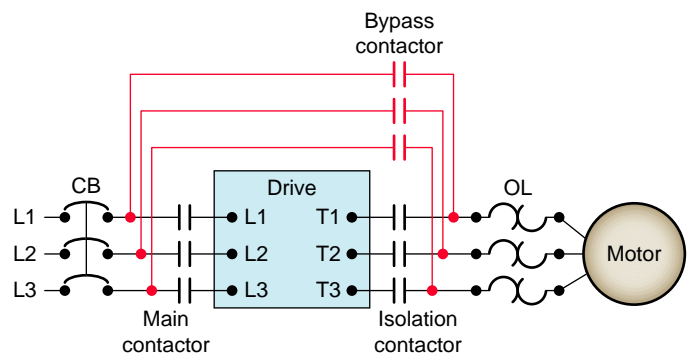 Bypass
contactor
CB
Drive
OL
L1
L1
T1
L2
L2
T2
Motor
L3
L3
T3
Main
contactor
Isolation
contactor